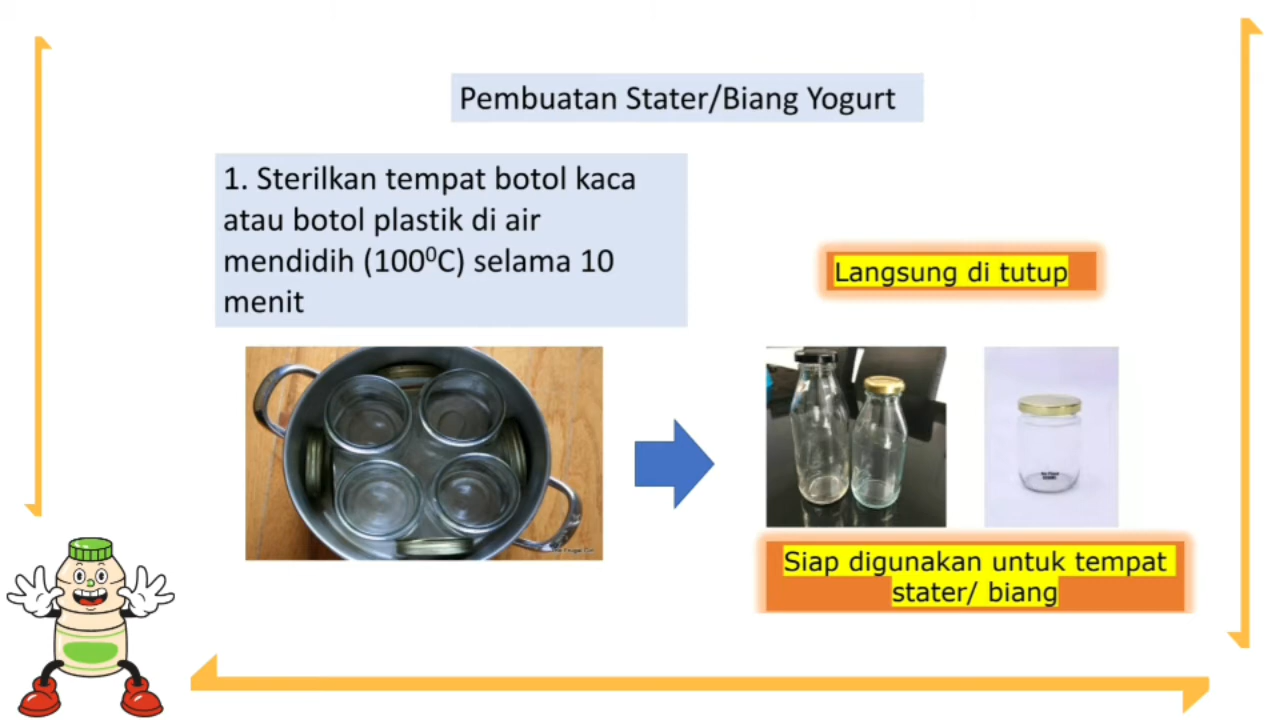 Pembuatan Stater/Biang Yogurt
1. Sterilkan tempat botol kaca
atau botol plastik di air
mendidih (100⁰C) selama 10
menit
Langsung di tutup
Siap digunakan untuk tempat
stater/ biang